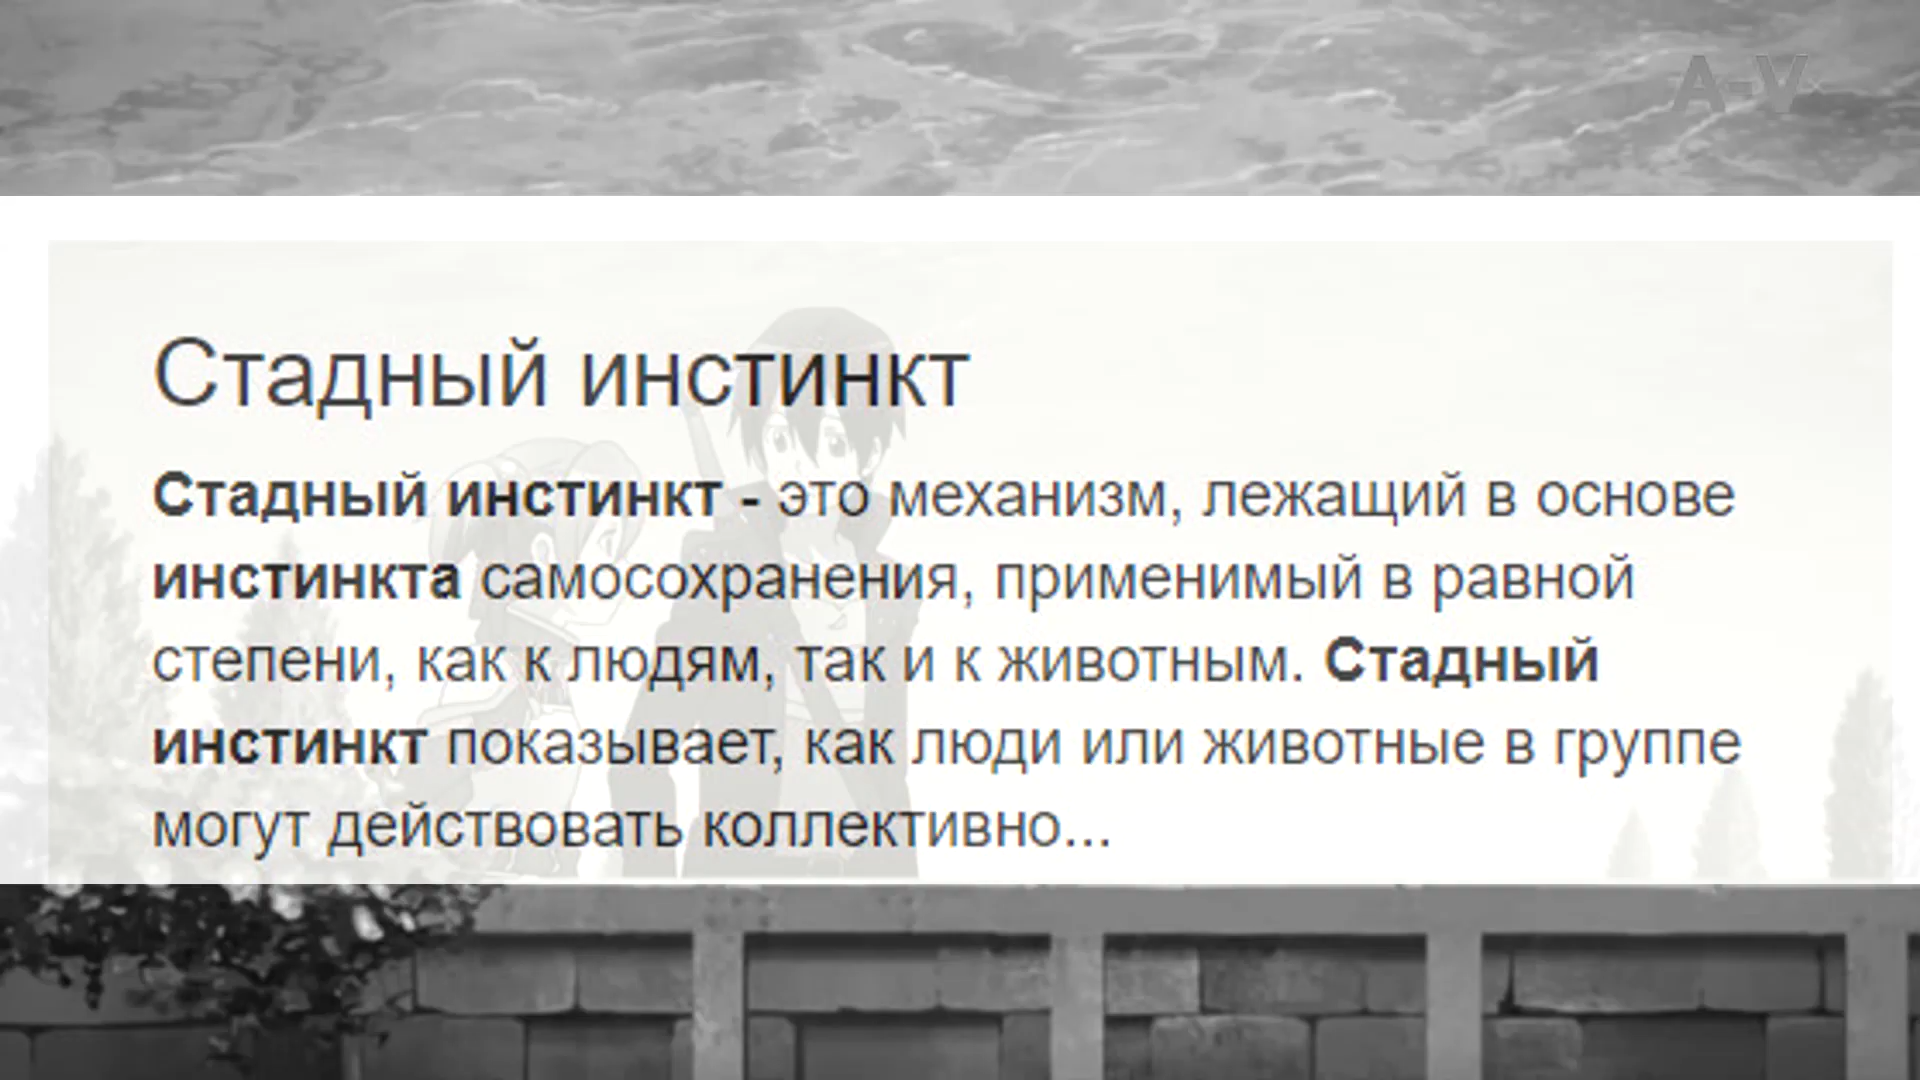 A-V
Стадный инстинкт
Стадный инстинкт - это механизм, лежащий в основе
инстинкта самосохранения, применимый в равной
степени, как к людям, так и к животным. Стадный
инстинкт показывает, как люди или животные в группе
могут действовать коллективно...